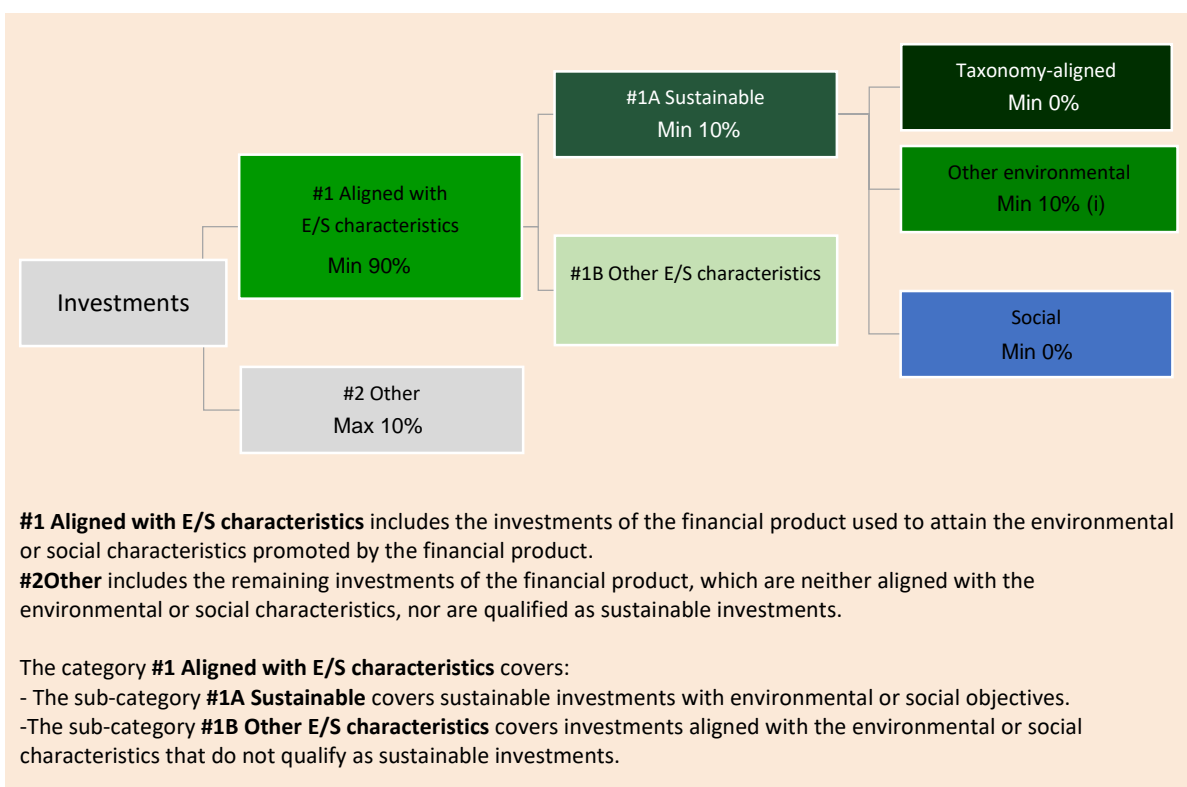 Investments
#1 Aligned with
E/S characteristics
Min 90%
#2 Other
Max 10%
#1A Sustainable
Min 10%
#1B Other E/S characteristics
Taxonomy-aligned
Min 0%
Other environmental
Min 10% (i)
Social
Min 0%
#1 Aligned with E/S characteristics includes the investments of the financial product used to attain the environmental
or social characteristics promoted by the financial product.
#2Other includes the remaining investments of the financial product, which are neither aligned with the
environmental or social characteristics, nor are qualified as sustainable investments.
The category #1 Aligned with E/S characteristics covers:
- The sub-category #1A Sustainable covers sustainable investments with environmental or social objectives.
-The sub-category #1B Other E/S characteristics covers investments aligned with the environmental or social
characteristics that do not qualify as sustainable investments.